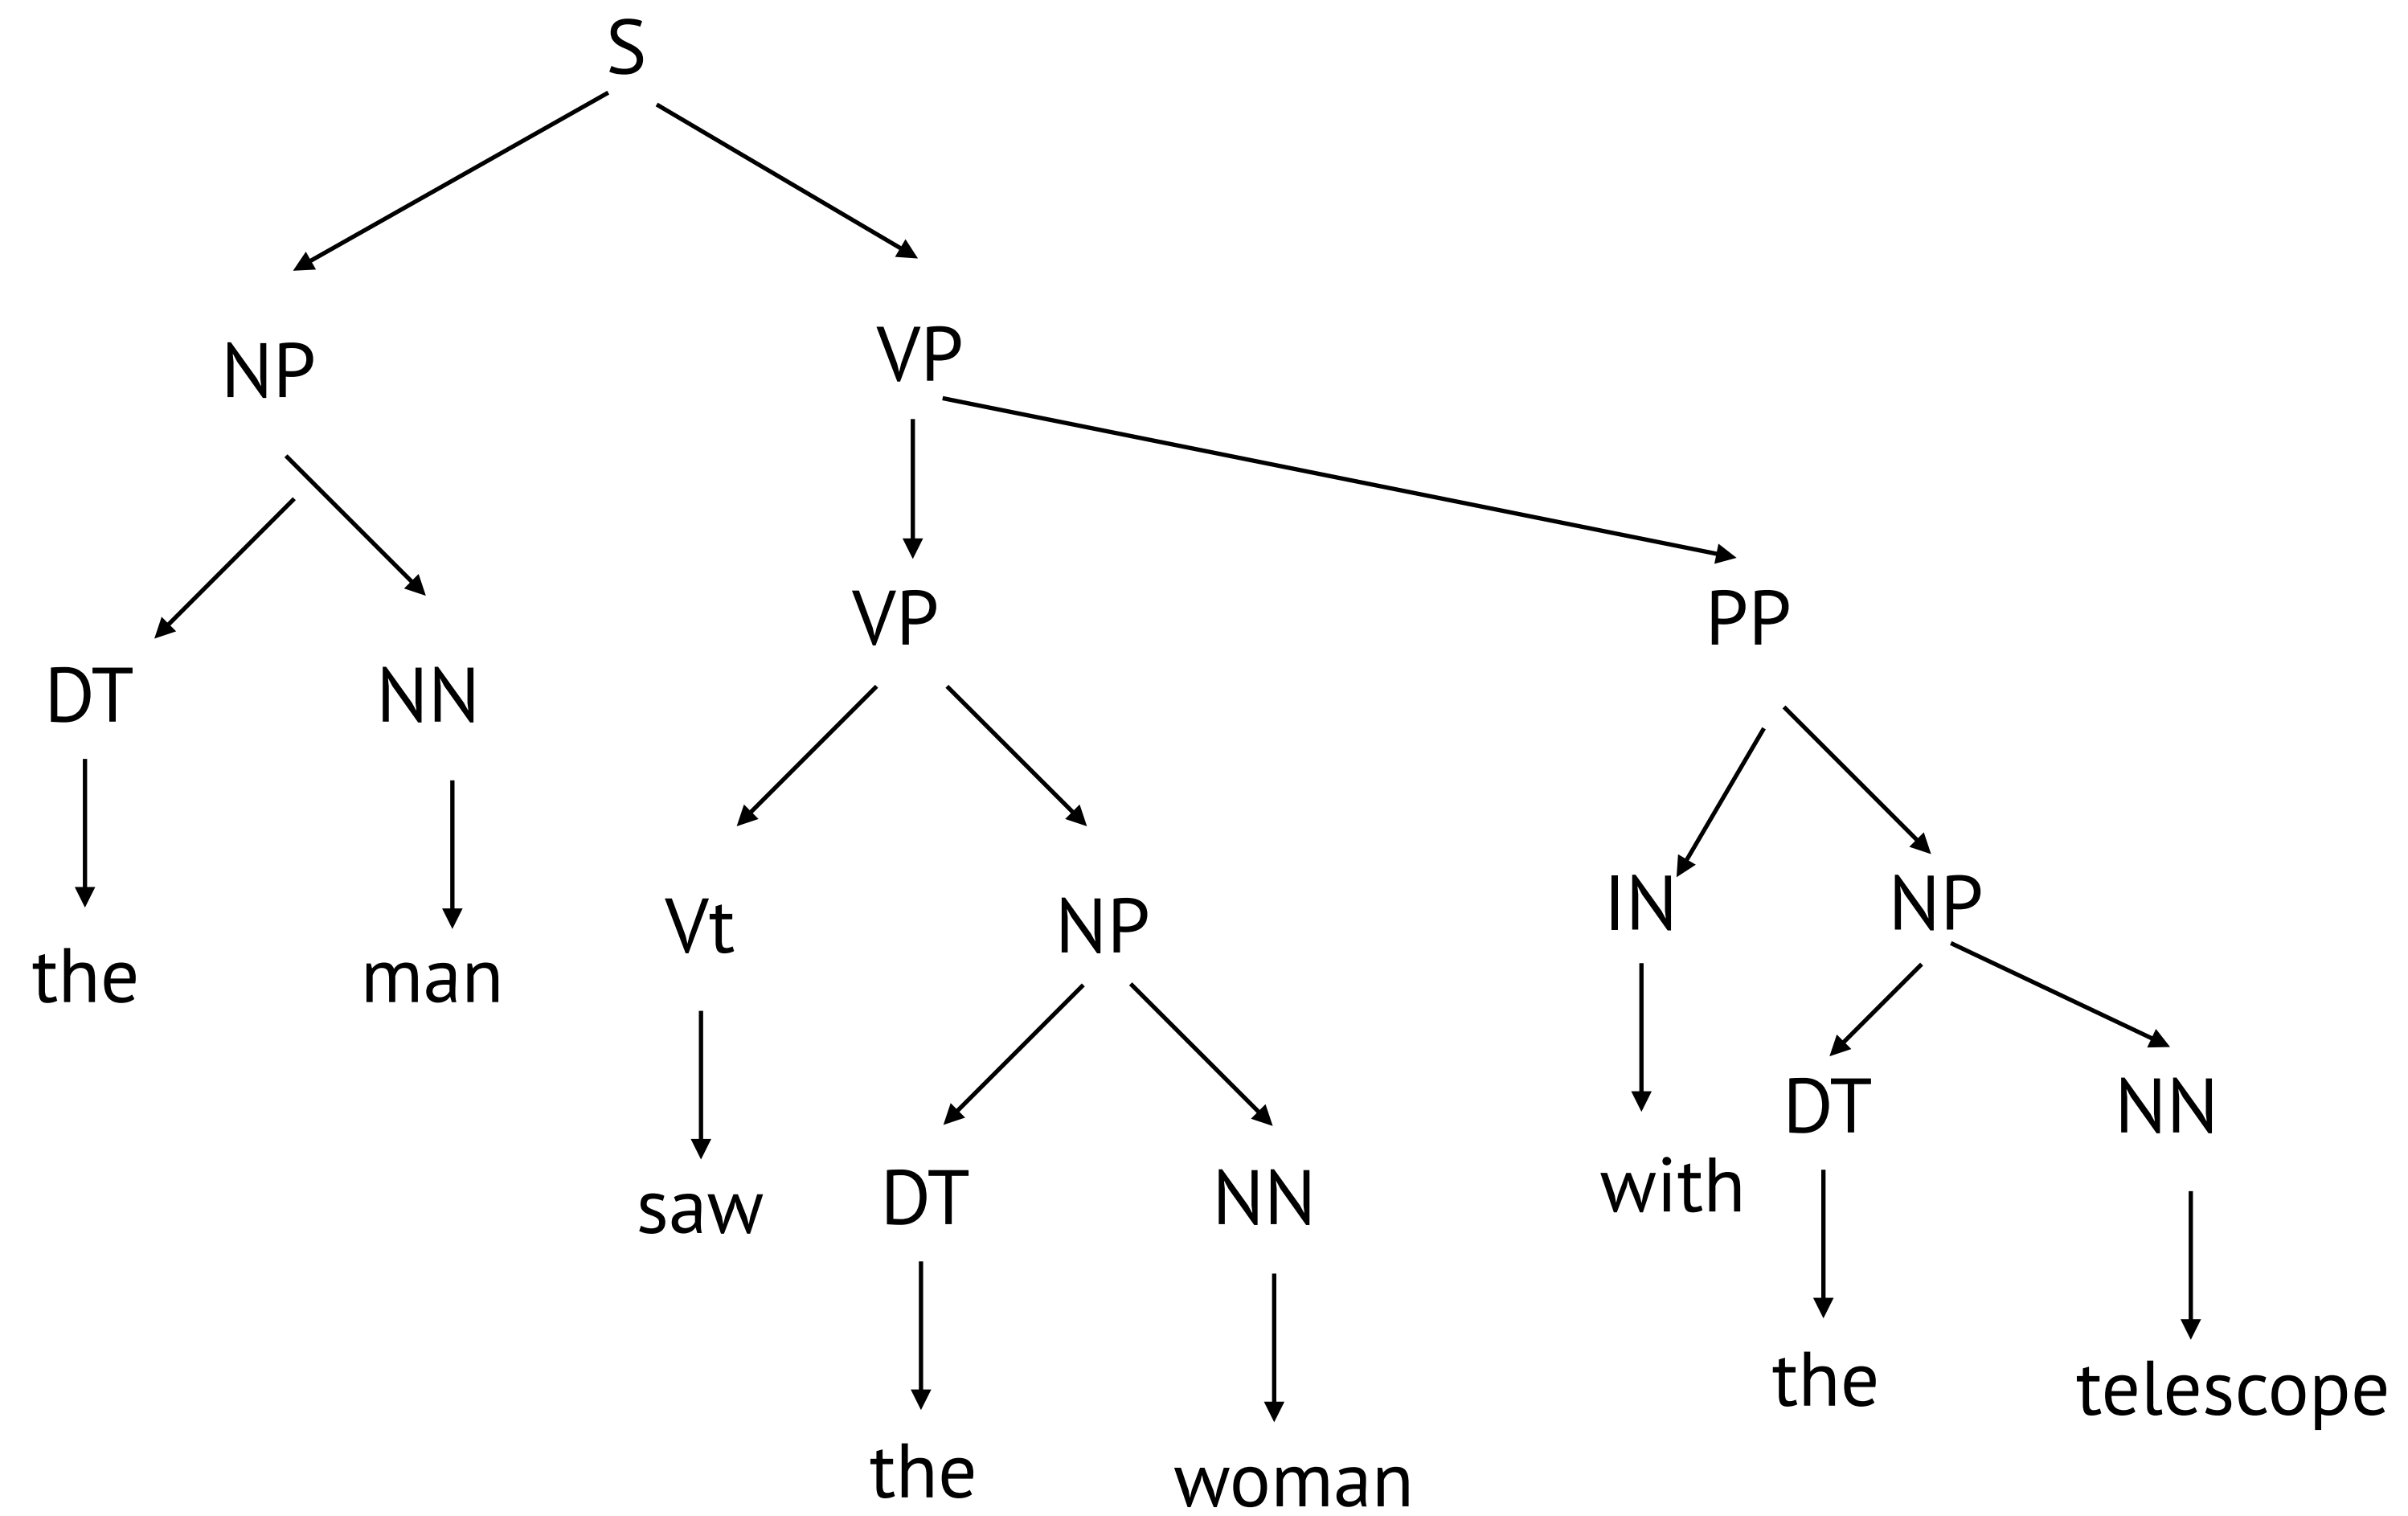 S
NP VP
VP PP
DT NN
Vt NP IN NP
the man
DT NN
saw DT NN with
the telescope
the woman